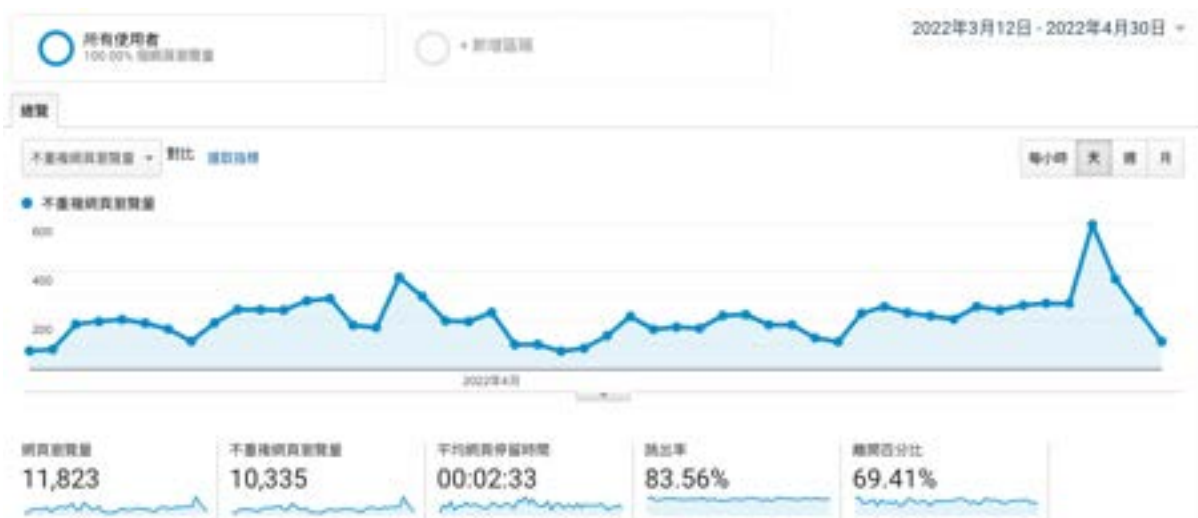 所有使用者
100.00% 個網頁瀏覽量
+ 新增區隔
2022年3月12日 - 2022年4月30日
總覽
不重複網頁瀏覽量
對比
選取指標
每小時
天
週
月
不重複網頁瀏覽量
600
400
200
2022年4月
網頁瀏覽量
不重複網頁瀏覽量
平均網頁停留時間
跳出率
離開百分比
11,823
10,335
00:02:33
83.56%
69.41%